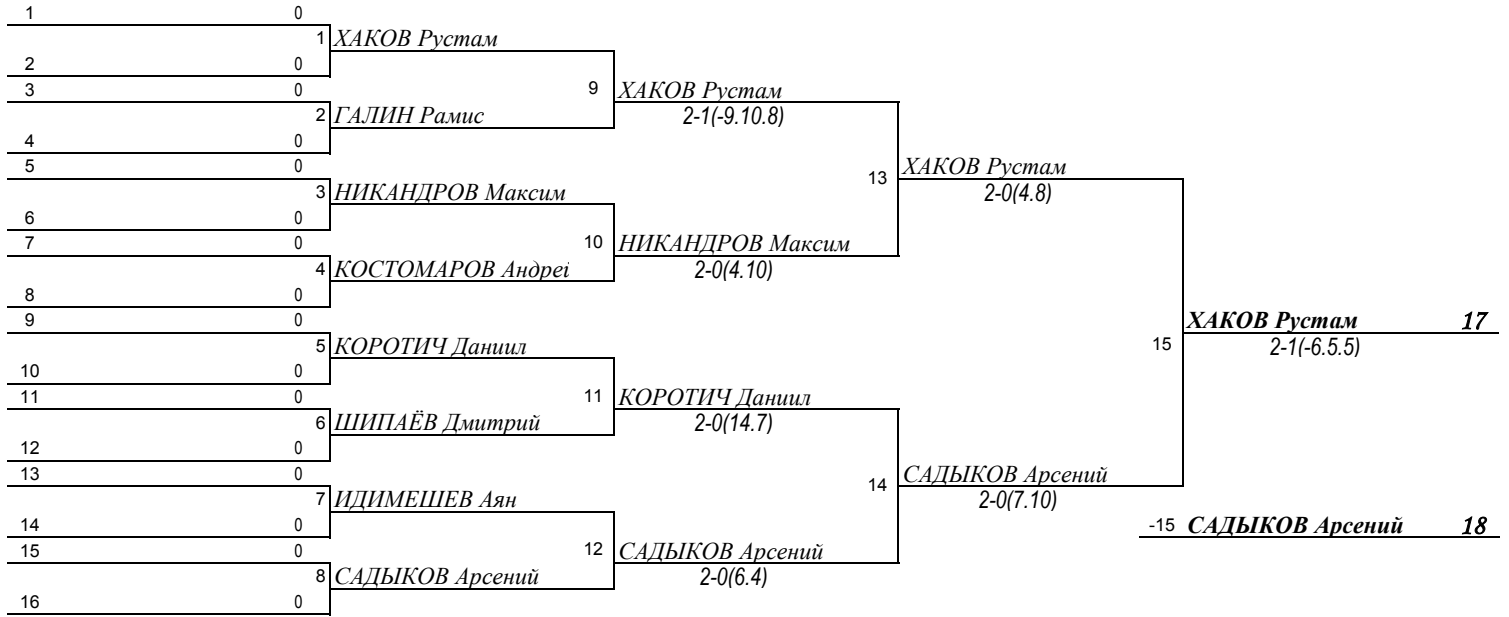 1 0
1 ХАКОВ Рустам
2 0
3 0
9 ХАКОВ Рустам
2 ГАЛИН Рамис
2-1(-9.10.8)
4 0
5 0
13 ХАКОВ Рустам
3 НИКАНДРОВ Максим
2-0(4.8)
6 0
7 0
10 НИКАНДРОВ Максим
4 КОСТОМАРОВ Андрей
2-0(4.10)
8 0
9 0
ХАКОВ Рустам 17
5 КОРОТИЧ Даниил
15 2-1(-6.5.5)
10 0
11 0
11 КОРОТИЧ Даниил
6 ШИПАЁВ Дмитрий
2-0(14.7)
12 0
13 0
14 САДЫКОВ Арсений
7 ИДИМЕШЕВ Аян
2-0(7.10)
14 0
-15 САДЫКОВ Арсений 18
15 0
12 САДЫКОВ Арсений
8 САДЫКОВ Арсений
2-0(6.4)
16 0